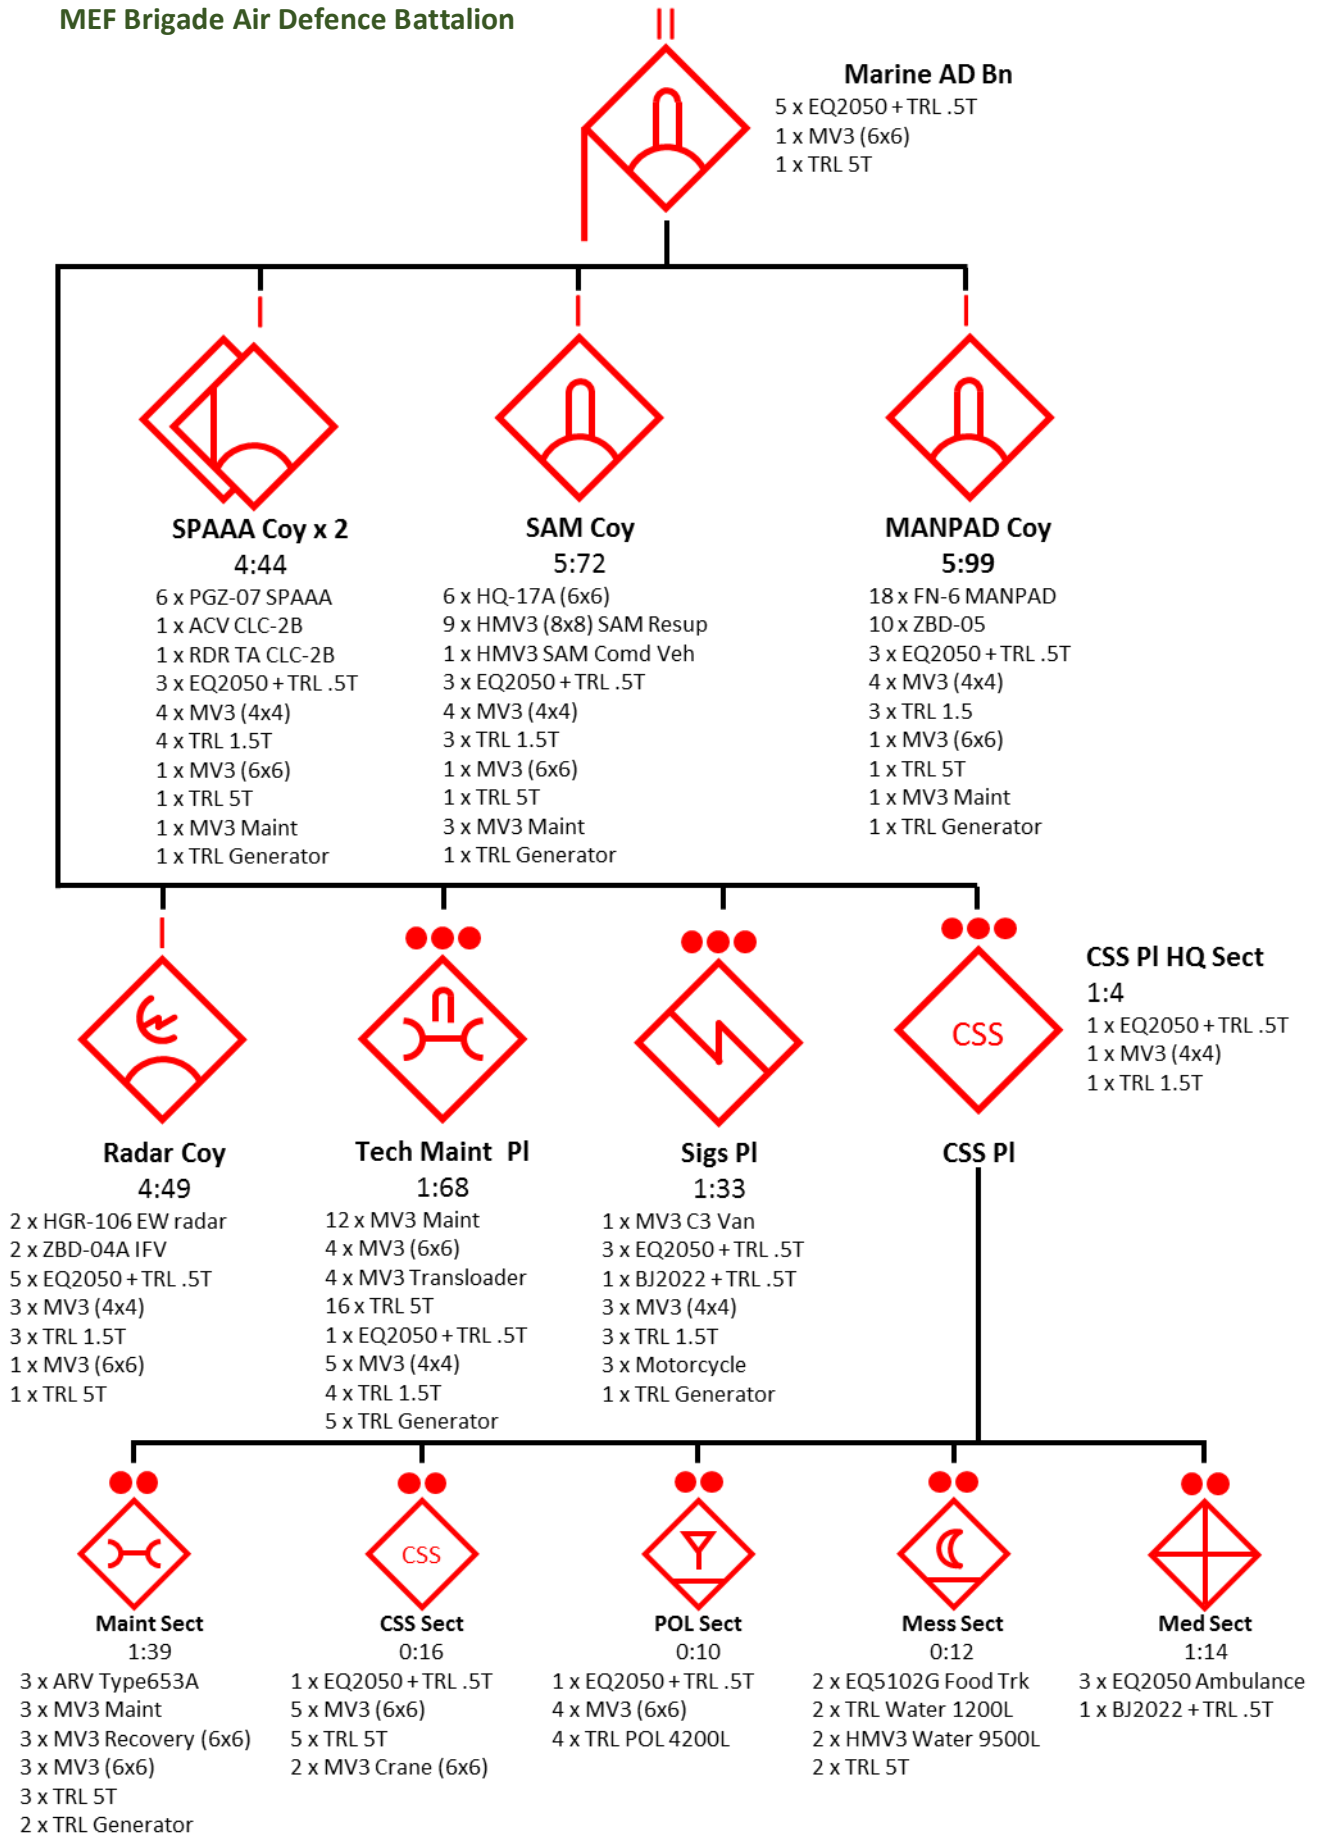 MEF Brigade Air Defence Battalion
Marine AD Bn
5 x EQ2050 + TRL .5T
1 x MV3 (6x6)
1 x TRL 5T
SPAAA Coy x 2
4:44
6 x PGZ-07 SPAAA
1 x ACV CLC-2B
1 x RDR TA CLC-2B
3 x EQ2050 + TRL .5T
4 x MV3 (4x4)
4 x TRL 1.5T
1 x MV3 (6x6)
1 x TRL 5T
1 x MV3 Maint
1 x TRL Generator
SAM Coy
5:72
6 x HQ-17A (6x6)
9 x HMV3 (8x8) SAM Resup
1 x HMV3 SAM Comd Veh
3 x EQ2050 + TRL .5T
4 x MV3 (4x4)
3 x TRL 1.5T
1 x MV3 (6x6)
1 x TRL 5T
3 x MV3 Maint
1 x TRL Generator
MANPAD Coy
5:99
18 x FN-6 MANPAD
10 x ZBD-05
3 x EQ2050 + TRL .5T
4 x MV3 (4x4)
3 x TRL 1.5
1 x MV3 (6x6)
1 x TRL 5T
1 x MV3 Maint
1 x TRL Generator
Radar Coy
4:49
2 x HGR-106 EW radar
2 x ZBD-04A IFV
5 x EQ2050 + TRL .5T
3 x MV3 (4x4)
3 x TRL 1.5T
1 x MV3 (6x6)
1 x TRL 5T
Tech Maint Pl
1:68
12 x MV3 Maint
4 x MV3 (6x6)
4 x MV3 Transloader
16 x TRL 5T
1 x EQ2050 + TRL .5T
5 x MV3 (4x4)
4 x TRL 1.5T
5 x TRL Generator
Sigs Pl
1:33
1 x MV3 C3 Van
3 x EQ2050 + TRL .5T
1 x BJ2022 + TRL .5T
3 x MV3 (4x4)
3 x TRL 1.5T
3 x Motorcycle
1 x TRL Generator
CSS
CSS Pl
CSS Pl HQ Sect
1:4
1 x EQ2050 + TRL .5T
1 x MV3 (4x4)
1 x TRL 1.5T
Maint Sect
1:39
3 x ARV Type653A
3 x MV3 Maint
3 x MV3 Recovery (6x6)
3 x MV3 (6x6)
3 x TRL 5T
2 x TRL Generator
CSS
CSS Sect
0:16
1 x EQ2050 + TRL .5T
5 x MV3 (6x6)
5 x TRL 5T
2 x MV3 Crane (6x6)
POL Sect
0:10
1 x EQ2050 + TRL .5T
4 x MV3 (6x6)
4 x TRL POL 4200L
Mess Sect
0:12
2 x EQ5102G Food Trk
2 x TRL Water 1200L
2 x HMV3 Water 9500L
2 x TRL 5T
Med Sect
1:14
3 x EQ2050 Ambulance
1 x BJ2022 + TRL .5T